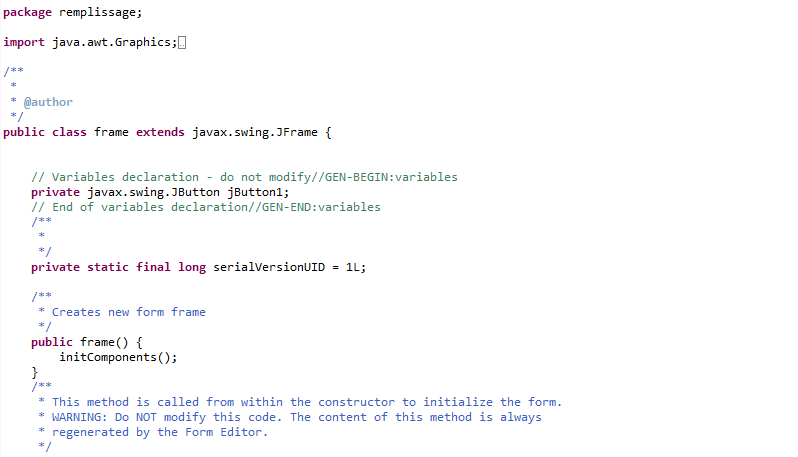 package remplissage;
import java.awt.Graphics;
/**
*
* @author
*/
public class frame extends javax.swing.JFrame {
// Variables declaration - do not modify//GEN-BEGIN:variables
private javax.swing.JButton jButton1;
// End of variables declaration//GEN-END:variables
/**
*
*/
private static final long serialVersionUID = 1L;
/**
* Creates new form frame
*/
public frame() {
initComponents();
}
/**
* This method is called from within the constructor to initialize the form.
* WARNING: Do NOT modify this code. The content of this method is always
* regenerated by the Form Editor.
*/